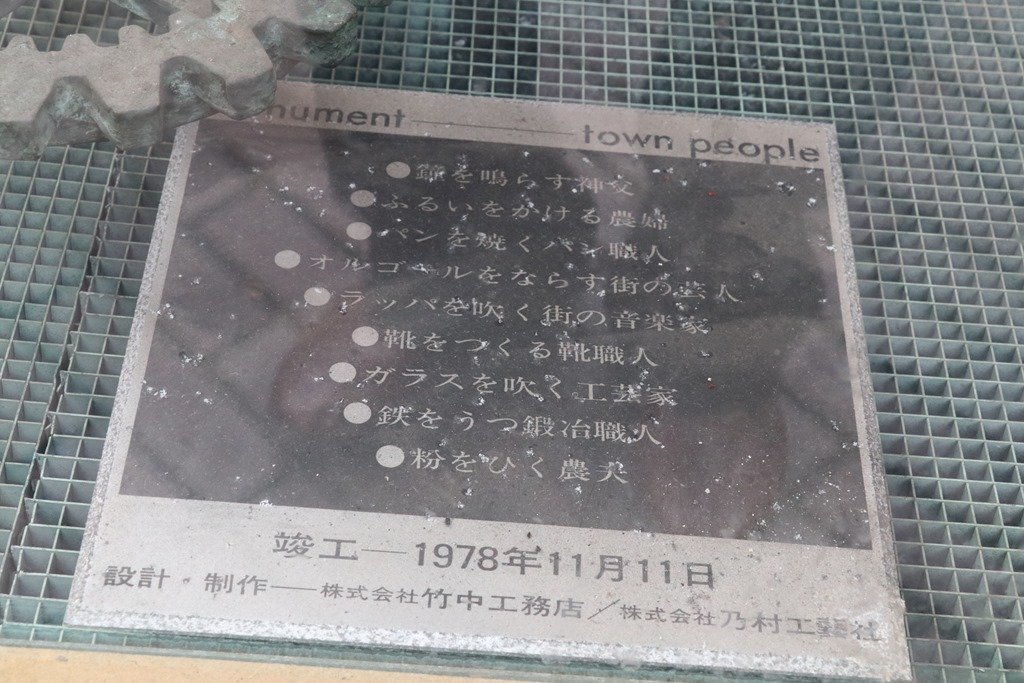 nument — town people
●鐘を鳴らす神父
●ふるいをかける農婦
●パンを焼くパン職人
●オルゴールをならす街の芸人
●ラッパを吹く街の音楽家
●靴をつくる靴職人
●ガラスを吹く工芸家
●鉄をうつ鍛冶職人
●粉をひく農夫
竣工—1978年11月11日
設計・制作—株式会社竹中工務店／株式会社乃村工藝社